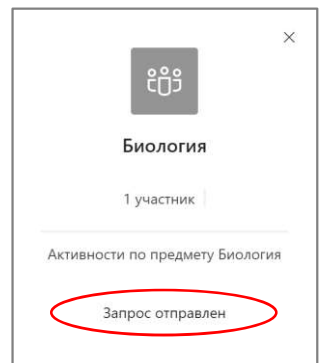 Биология
1 участник
Активности по предмету Биология
Запрос отправлен